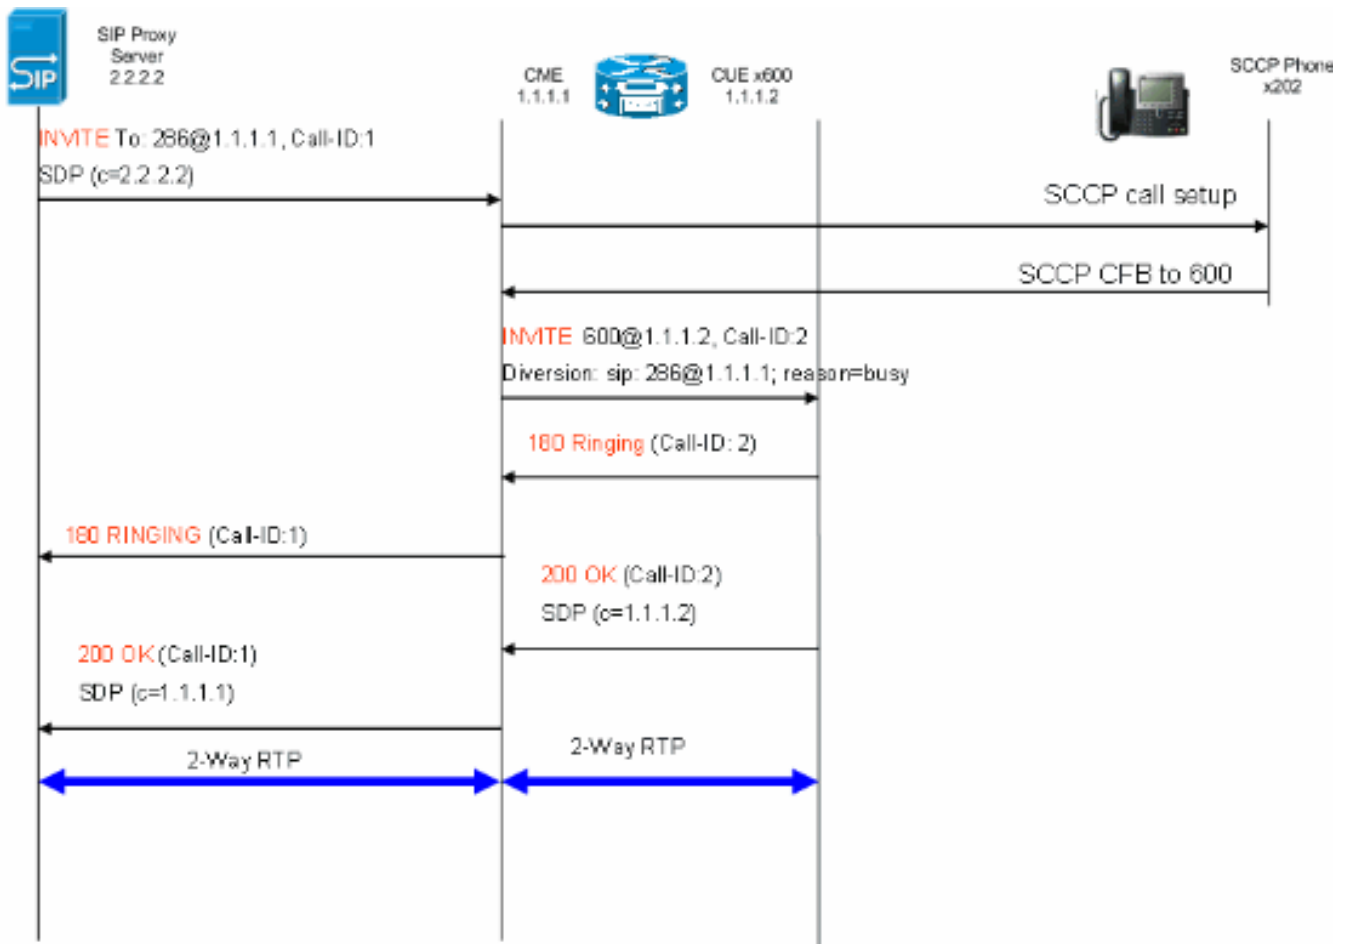 SIP Proxy
Server
2.2.2.2
SIP
CME
1.1.1.1
CUE x600
1.1.1.2
SCCP Phone
x202
INVITE To: 286@1.1.1.1, Call-ID:1
SDP (c=2.2.2.2)
SCCP call setup
SCCP CFB to 600
INVITE 600@1.1.1.2, Call-ID:2
Diversion: sip: 286@1.1.1.1; reason=busy
180 Ringing (Call-ID: 2)
180 RINGING (Call-ID:1)
200 OK (Call-ID:2)
SDP (c=1.1.1.2)
200 OK (Call-ID:1)
SDP (c=1.1.1.1)
2-Way RTP
2-Way RTP